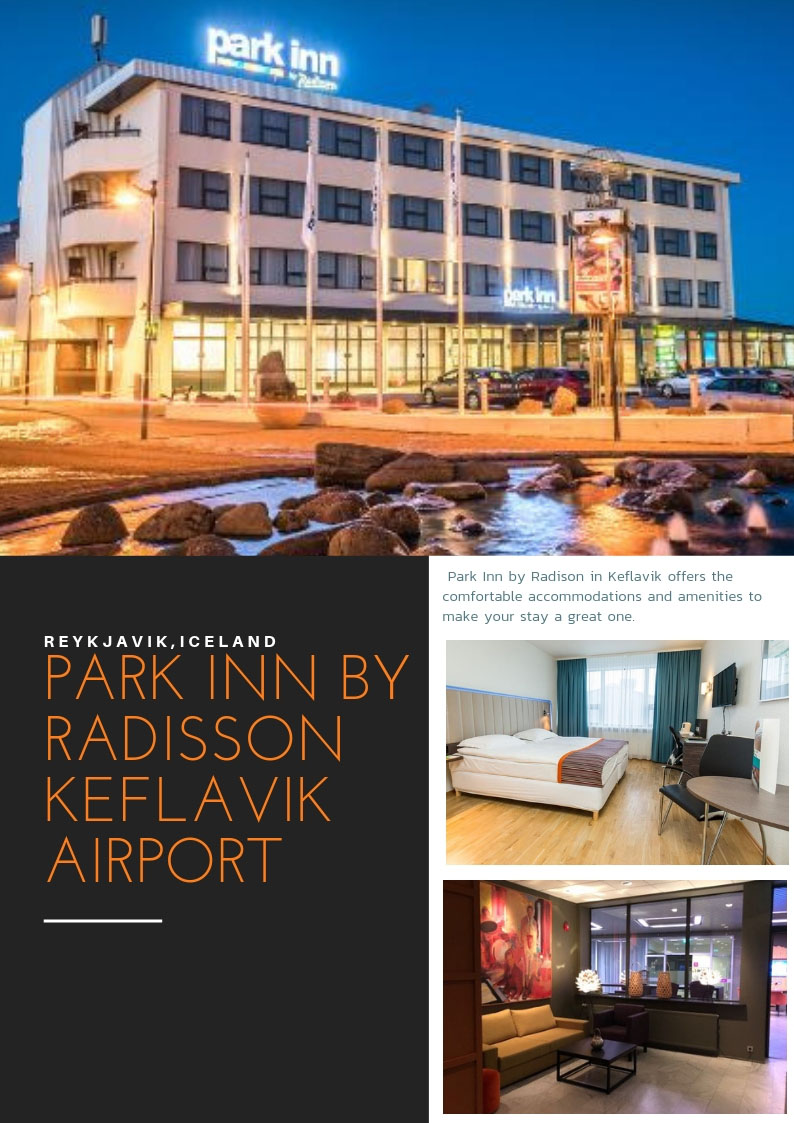 park inn
by Radisson
park inn
REYKJAVIK,ICELAND
PARK INN BY
RADISSON
KEFLAVIK
AIRPORT
Park Inn by Radison in Keflavik offers the
comfortable accommodations and amenities to
make your stay a great one.